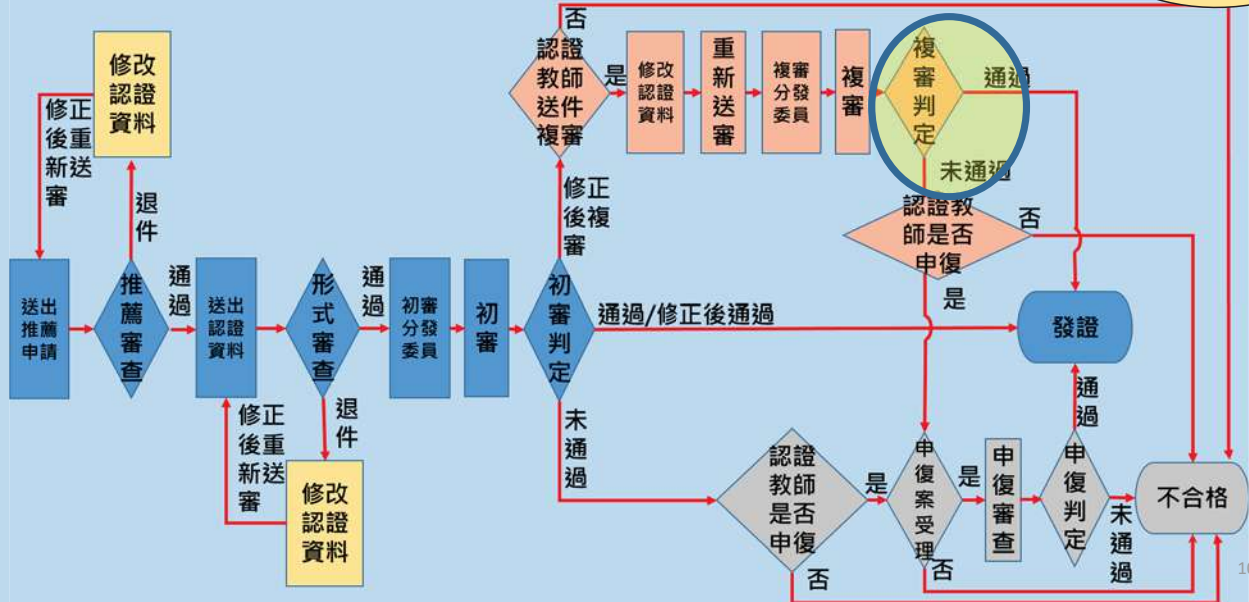 否
修改
認證
資料
認證
教師
送件
複審
是
修改
認證
資料
重新送審
複審
分發
委員
複審
複審判定
通過
未通過
修正
後重
新送
審
退件
修正
後複
審
認證教
師是否
申復
否
是
送出
推薦
申請
推薦審查
通過
送出
認證
資料
形式審查
通過
初審
分發
委員
初審
初審判定
通過/修正後通過
發證
修正
後重
新送
審
退件
修改
認證
資料
未通過
認證
教師
是否
申復
是
否
申復案受理
是
否
申復審查
申復判定
通過
未通過
不合格